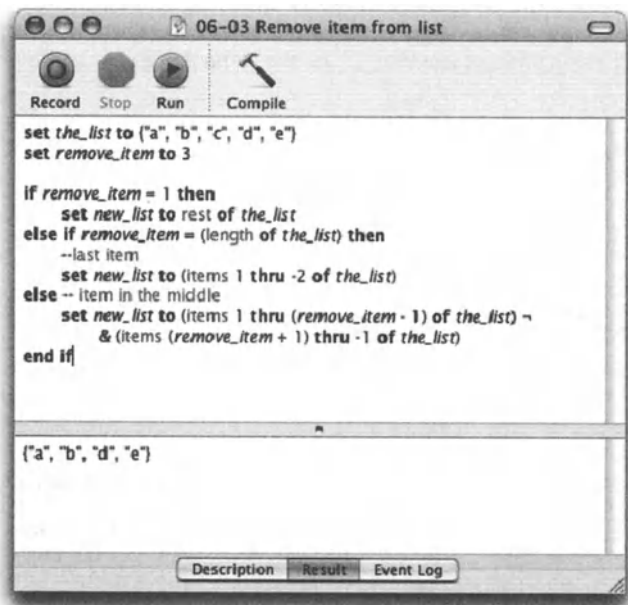 06-03 Remove item from list
Record Stop Run Compile
set the_list to {"a", "b", "c", "d", "e"}
set remove_item to 3
if remove_item = 1 then
set new_list to rest of the_list
else if remove_item = (length of the_list) then
--last item
set new_list to (items 1 thru -2 of the_list)
else -- item in the middle
set new_list to (items 1 thru (remove_item - 1) of the_list) ¬
& (items (remove_item + 1) thru -1 of the_list)
end if
{"a", "b", "d", "e"}
Description Result Event Log